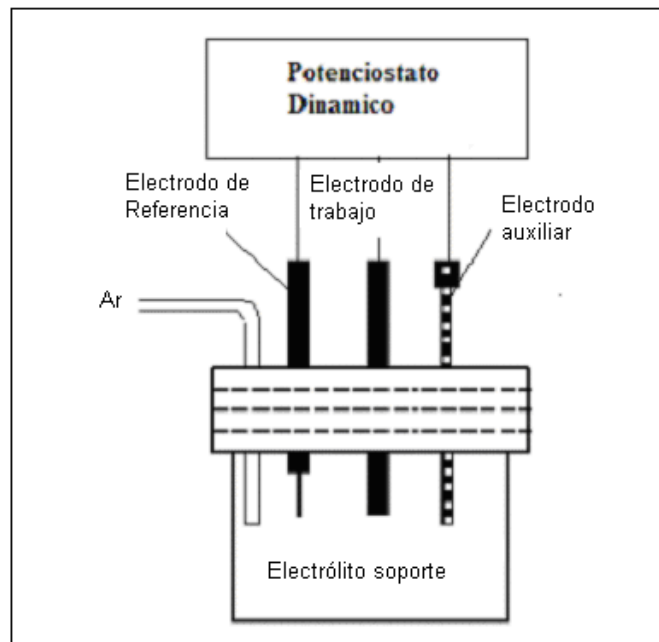 Potenciostato
Dinamico
Electrodo de
Referencia
Electrodo de
trabajo
Electrodo
auxiliar
Ar
Electrólito soporte